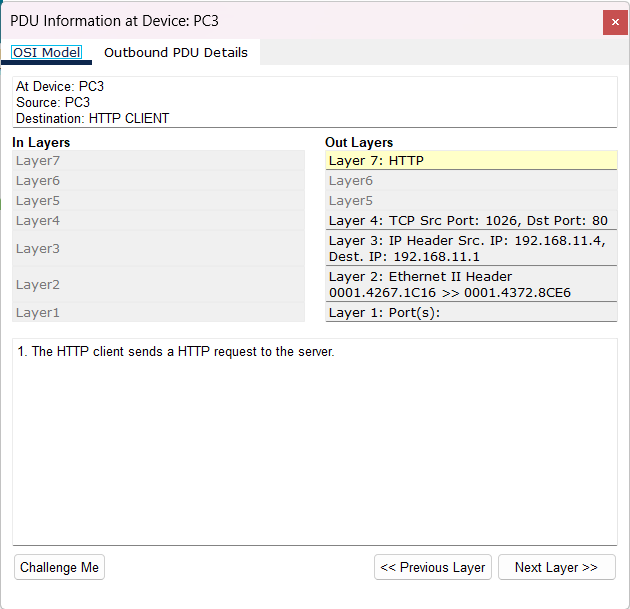 PDU Information at Device: PC3
OSI Model
Outbound PDU Details
At Device: PC3
Source: PC3
Destination: HTTP CLIENT
In Layers
Layer7
Layer6
Layer5
Layer4
Layer3
Layer2
Layer1
Out Layers
Layer 7: HTTP
Layer6
Layer5
Layer 4: TCP Src Port: 1026, Dst Port: 80
Layer 3: IP Header Src. IP: 192.168.11.4,
Dest. IP: 192.168.11.1
Layer 2: Ethernet II Header
0001.4267.1C16 >> 0001.4372.8CE6
Layer 1: Port(s):
1. The HTTP client sends a HTTP request to the server.
Challenge Me
<< Previous Layer
Next Layer >>